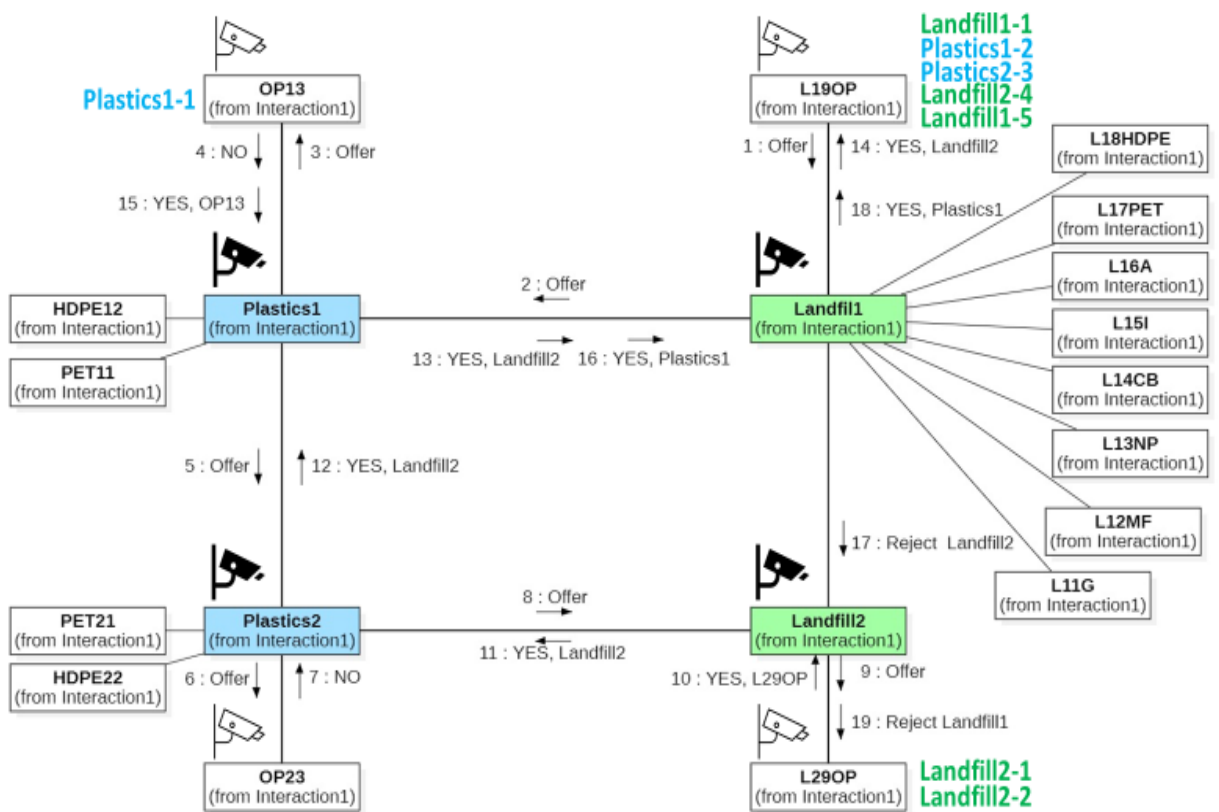 Landfill1-1
Plastics1-2
Plastics2-3
Landfill2-4
Landfill1-5
Plastics1-1
OP13
(from Interaction1)
L19OP
(from Interaction1)
4 : NO
3 : Offer
1 : Offer
14 : YES, Landfill2
15 : YES, OP13
18 : YES, Plastics1
L18HDPE
(from Interaction1)
L17PET
(from Interaction1)
L16A
(from Interaction1)
L15I
(from Interaction1)
L14CB
(from Interaction1)
L13NP
(from Interaction1)
L12MF
(from Interaction1)
L11G
(from Interaction1)
HDPE12
(from Interaction1)
PET11
(from Interaction1)
Plastics1
(from Interaction1)
2 : Offer
13 : YES, Landfill2
16 : YES, Plastics1
Landfil1
(from Interaction1)
5 : Offer
12 : YES, Landfill2
17 : Reject Landfill2
PET21
(from Interaction1)
HDPE22
(from Interaction1)
Plastics2
(from Interaction1)
8 : Offer
11 : YES, Landfill2
Landfill2
(from Interaction1)
6 : Offer
7 : NO
10 : YES, L29OP
9 : Offer
19 : Reject Landfill1
OP23
(from Interaction1)
L29OP
(from Interaction1)
Landfill2-1
Landfill2-2